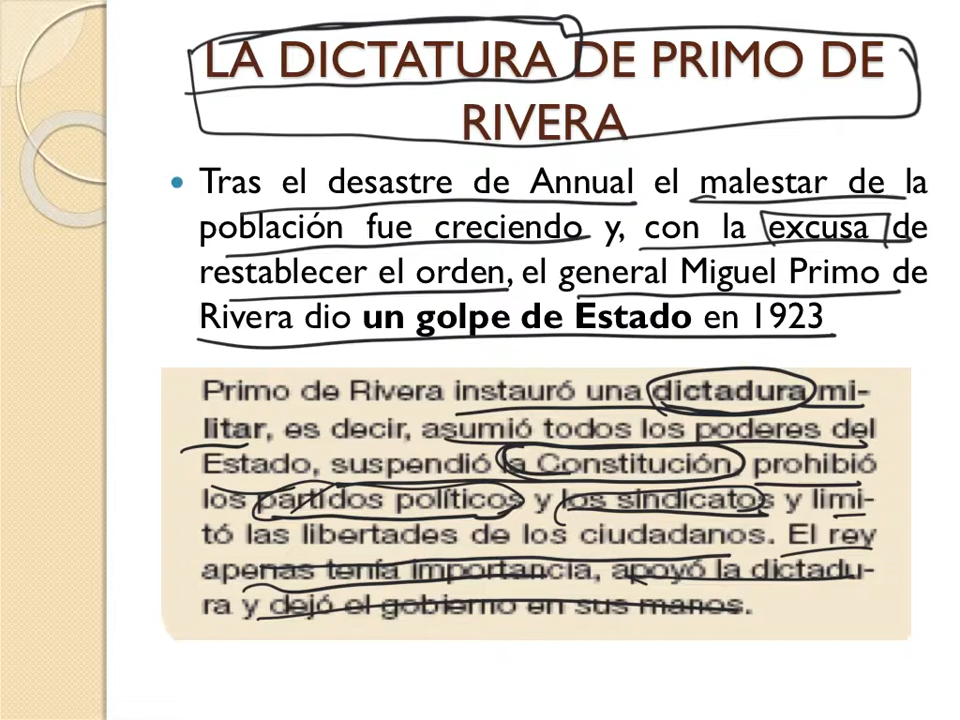 LA DICTATURA DE PRIMO DE
RIVERA
Tras el desastre de Annual el malestar de la
población fue creciendo y, con la excusa de
restablecer el orden, el general Miguel Primo de
Rivera dio un golpe de Estado en 1923
Primo de Rivera instauró una dictadura mi-
litar, es decir, asumió todos los poderes del
Estado, suspendió la Constitución, prohibió
los partidos políticos y los sindicatos y limi-
tó las libertades de los ciudadanos. El rey
apenas tenía importancia, apoyó la dictadu-
ra y dejó el gobierno en sus manos.